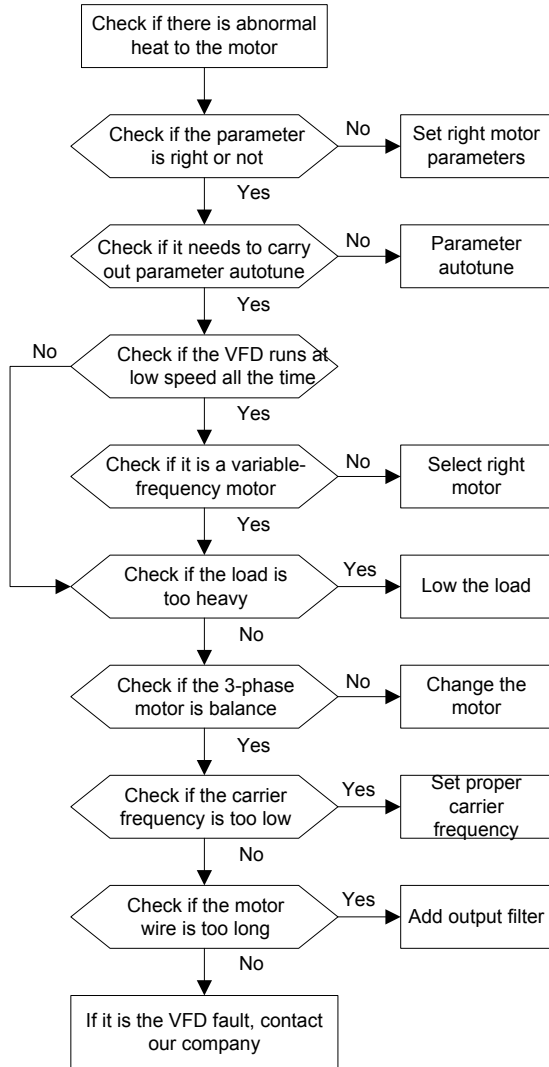 Check if there is abnormal
heat to the motor
Check if the parameter
is right or not
No
Set right motor
parameters
Yes
Check if it needs to carry
out parameter autotune
No
Parameter
autotune
Yes
No
Check if the VFD runs at
low speed all the time
Yes
Check if it is a variable-
frequency motor
No
Select right
motor
Yes
Check if the load is
too heavy
Yes
Low the load
No
Check if the 3-phase
motor is balance
No
Change the
motor
Yes
Check if the carrier
frequency is too low
Yes
Set proper
carrier
frequency
No
Check if the motor
wire is too long
Yes
Add output filter
No
If it is the VFD fault, contact
our company